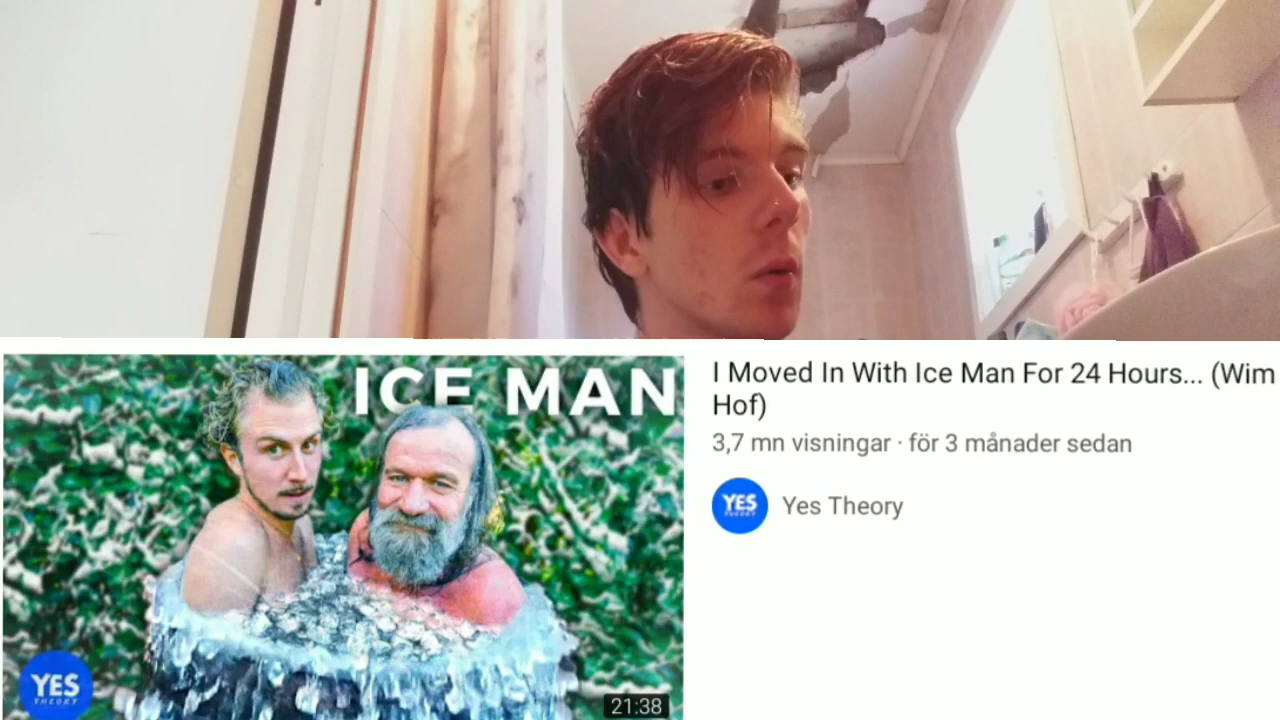 ICE MAN
I Moved In With Ice Man For 24 Hours... (Wim
Hof)
3,7 mn visningar · för 3 månader sedan
YES
THEORY
Yes Theory
YES
THEORY
21:38